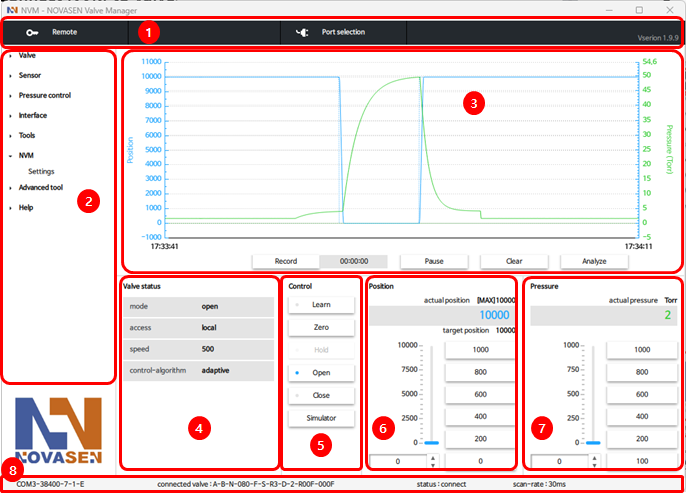 NVM - NOVASEN Valve Manager
Remote
1
Port selection
Vserion 1.9.9
Valve
Sensor
Pressure control
Interface
Tools
NVM
Settings
Advanced tool
Help
2
3
Position
11000
10000
9000
8000
7000
6000
5000
4000
3000
2000
1000
0
-1000
54,6
50
45
40
35
30
25
20
15
10
5
0
-5
Pressure (Torr)
17:33:41
17:34:11
Record
00:00:00
Pause
Clear
Analyze
Valve status
mode open
access local
speed 500
control-algorithm adaptive
4
Control
Learn
Zero
Hold
Open
Close
Simulator
5
Position
actual position [MAX]10000
10000
target position 10000
10000
7500
5000
2500
0
1000
800
600
400
200
0
0
6
Pressure
actual pressure Torr
2
1000
750
500
250
0
1000
800
600
400
200
100
0
7
NOVASEN
8
COM3-38400-7-1-E
connected valve : A-B-N-080-F-S-R3-D-2-R00F-000F
status : connect
scan-rate : 30ms